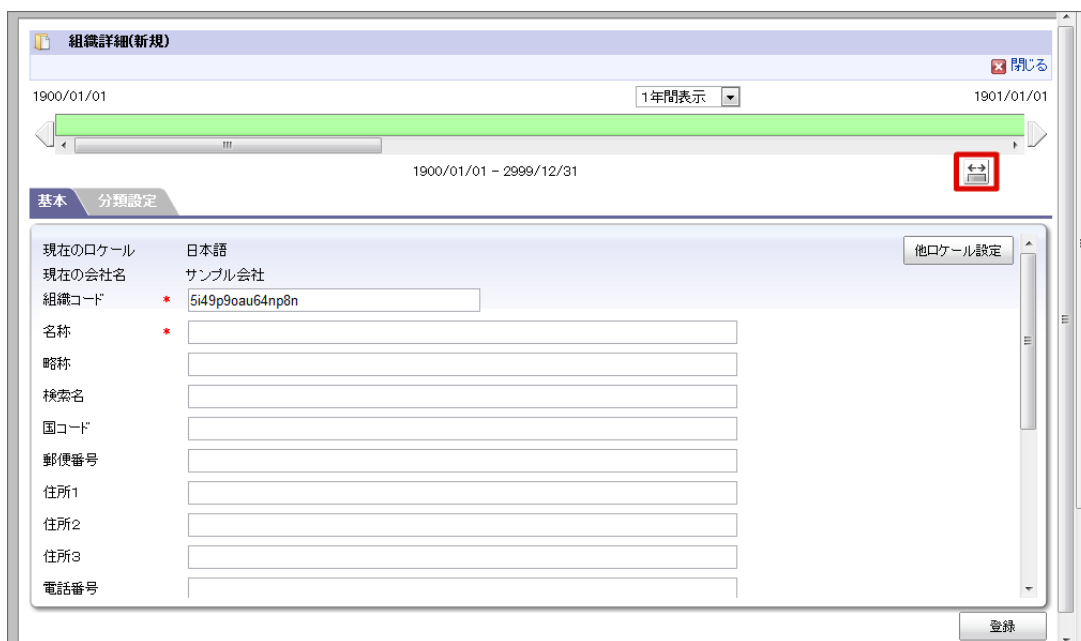 組織詳細(新規)
閉じる
1900/01/01 1年間表示 1901/01/01
1900/01/01 - 2999/12/31
基本 分類設定
現在のロケール 日本語 他ロケール設定
現在の会社名 サンプル会社
組織コード * 5i49p9oau64np8n
名称 *
略称
検索名
国コード
郵便番号
住所1
住所2
住所3
電話番号
登録